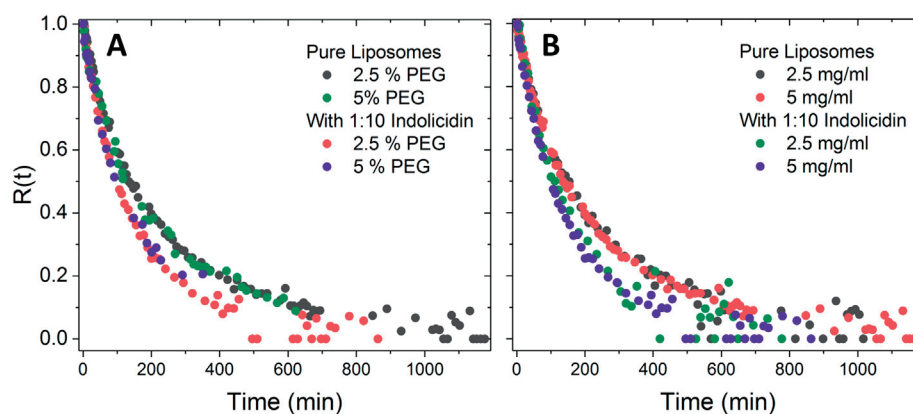 A
Pure Liposomes
2.5 % PEG
5% PEG
With 1:10 Indolicidin
2.5 % PEG
5 % PEG
1.0
0.8
0.6
0.4
0.2
0.0
R(t)
0 200 400 600 800 1000
Time (min)
B
Pure Liposomes
2.5 mg/ml
5 mg/ml
With 1:10 Indolicidin
2.5 mg/ml
5 mg/ml
0 200 400 600 800 1000
Time (min)